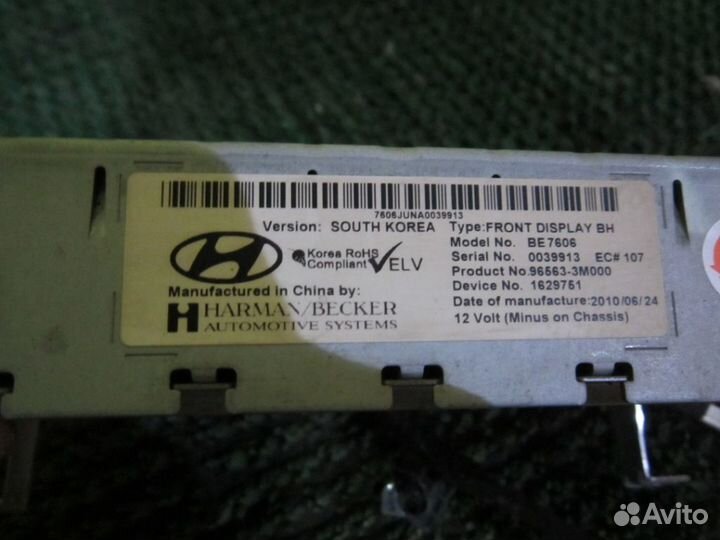 7606JUNA0039913
Version: SOUTH KOREA Type:FRONT DISPLAY BH
Model No. BE7606
Korea RoHS
Compliant ELV
Serial No. 0039913 EC# 107
Product No.96563-3M000
Manufactured in China by:
Device No. 1629751
HARMAN/BECKER
AUTOMOTIVE SYSTEMS
Date of manufacture:2010/06/24
12 Volt (Minus on Chassis)
Avito